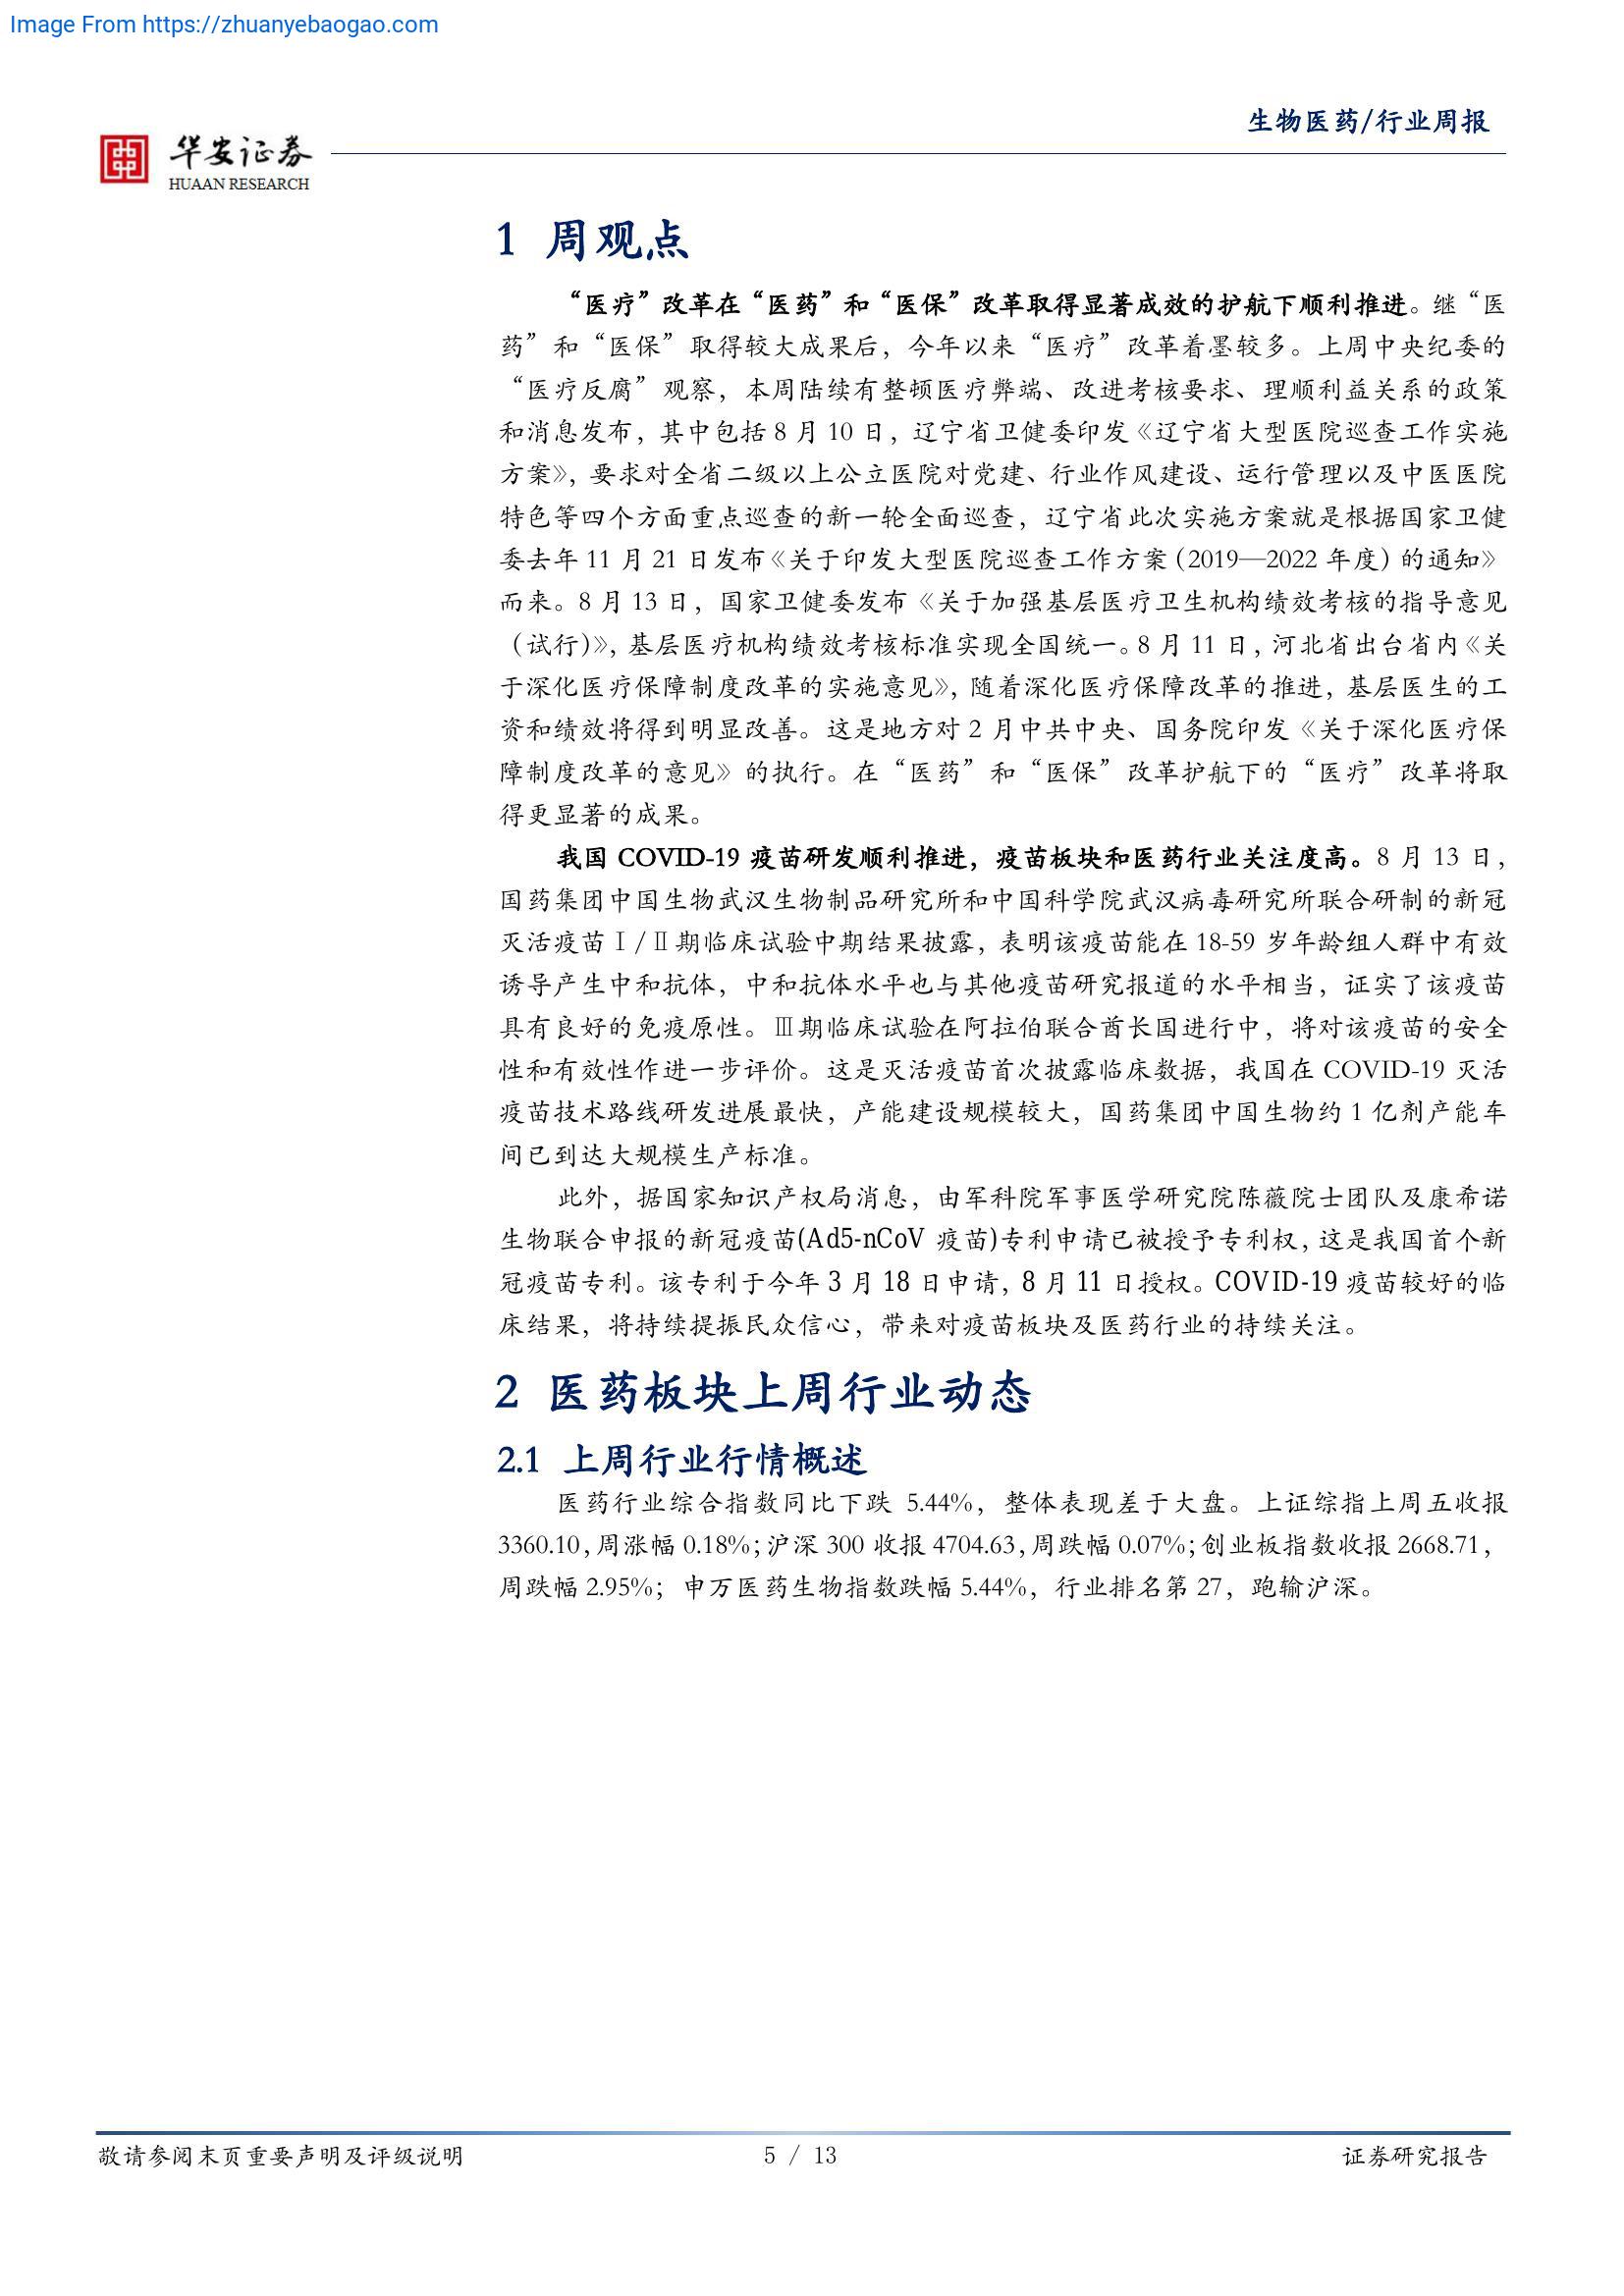 Image From https://zhuanyebaogao.com
生物医药/行业周报
华安证券
HUAAN RESEARCH
1 周观点
“医疗”改革在“医药”和“医保”改革取得显著成效的护航下顺利推进。继“医
药”和“医保”取得较大成果后，今年以来“医疗”改革着墨较多。上周中央纪委的
“医疗反腐”观察，本周陆续有整顿医疗弊端、改进考核要求、理顺利益关系的政策
和消息发布，其中包括 8 月 10 日，辽宁省卫健委印发《辽宁省大型医院巡查工作实施
方案》，要求对全省二级以上公立医院对党建、行业作风建设、运行管理以及中医医院
特色等四个方面重点巡查的新一轮全面巡查，辽宁省此次实施方案就是根据国家卫健
委去年 11 月 21 日发布《关于印发大型医院巡查工作方案（2019—2022 年度）的通知》
而来。8 月 13 日，国家卫健委发布《关于加强基层医疗卫生机构绩效考核的指导意见
（试行）》，基层医疗机构绩效考核标准实现全国统一。8 月 11 日，河北省出台省内《关
于深化医疗保障制度改革的实施意见》，随着深化医疗保障改革的推进，基层医生的工
资和绩效将得到明显改善。这是地方对 2 月中共中央、国务院印发《关于深化医疗保
障制度改革的意见》的执行。在“医药”和“医保”改革护航下的“医疗”改革将取
得更显著的成果。
我国 COVID-19 疫苗研发顺利推进，疫苗板块和医药行业关注度高。8 月 13 日，
国药集团中国生物武汉生物制品研究所和中国科学院武汉病毒研究所联合研制的新冠
灭活疫苗Ⅰ/Ⅱ期临床试验中期结果披露，表明该疫苗能在 18-59 岁年龄组人群中有效
诱导产生中和抗体，中和抗体水平也与其他疫苗研究报道的水平相当，证实了该疫苗
具有良好的免疫原性。Ⅲ期临床试验在阿拉伯联合酋长国进行中，将对该疫苗的安全
性和有效性作进一步评价。这是灭活疫苗首次披露临床数据，我国在 COVID-19 灭活
疫苗技术路线研发进展最快，产能建设规模较大，国药集团中国生物约 1 亿剂产能车
间已到达大规模生产标准。
此外，据国家知识产权局消息，由军科院军事医学研究院陈薇院士团队及康希诺
生物联合申报的新冠疫苗(Ad5-nCoV 疫苗)专利申请已被授予专利权，这是我国首个新
冠疫苗专利。该专利于今年 3 月 18 日申请，8 月 11 日授权。COVID-19 疫苗较好的临
床结果，将持续提振民众信心，带来对疫苗板块及医药行业的持续关注。
2 医药板块上周行业动态
2.1 上周行业行情概述
医药行业综合指数同比下跌 5.44%，整体表现差于大盘。上证综指上周五收报
3360.10，周涨幅 0.18%；沪深 300 收报 4704.63，周跌幅 0.07%；创业板指数收报 2668.71，
周跌幅 2.95%；申万医药生物指数跌幅 5.44%，行业排名第 27，跑输沪深。
敬请参阅末页重要声明及评级说明
5 / 13
证券研究报告